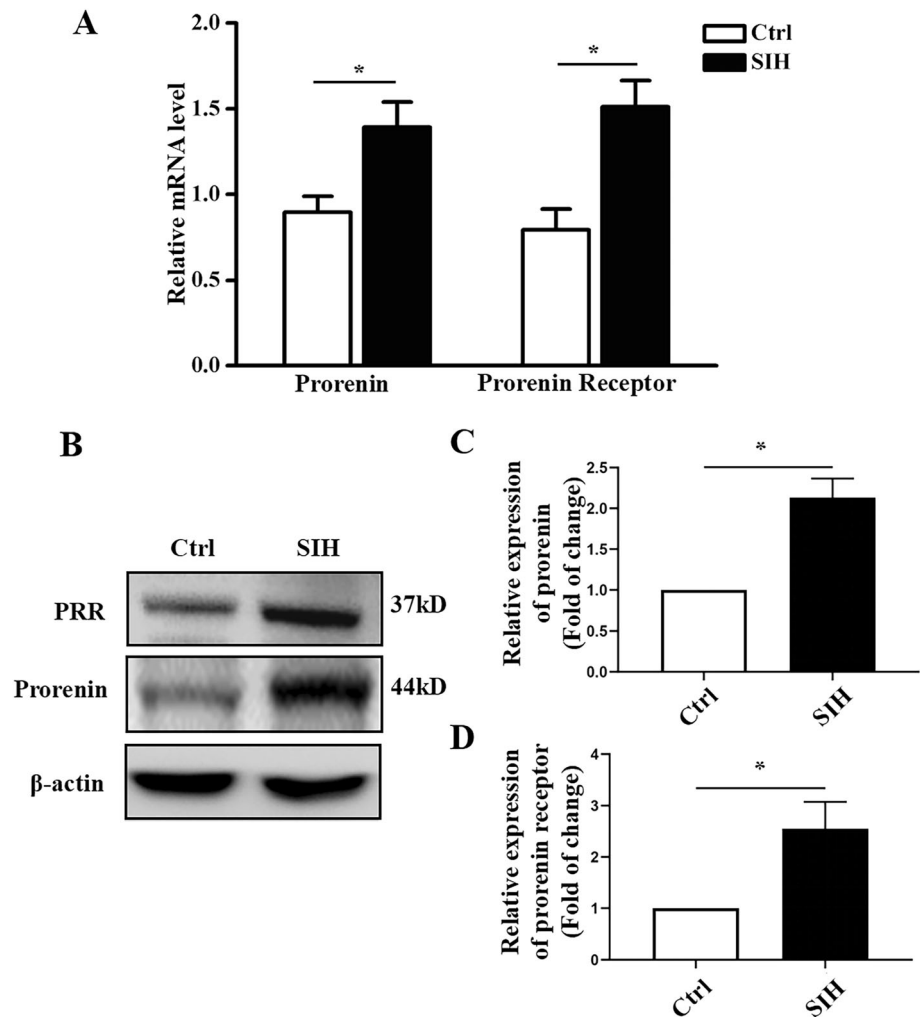 A
Relative mRNA level
2.0
1.5
1.0
0.5
0.0
*
*
Ctrl
SIH
Prorenin
Prorenin Receptor
B
Ctrl
SIH
PRR
37kD
Prorenin
44kD
β-actin
C
Relative expression
of prorenin
(Fold of change)
2.5
2.0
1.5
1.0
0.5
0.0
*
Ctrl
SIH
D
Relative expression
of prorenin receptor
(Fold of change)
4
3
2
1
0
*
Ctrl
SIH